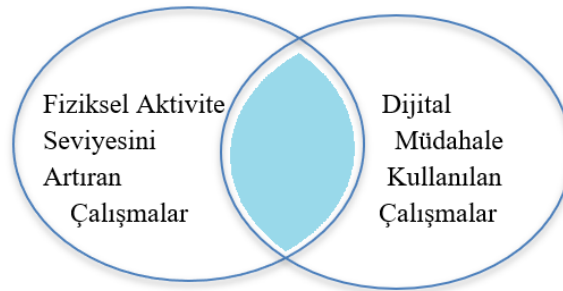 Fiziksel Aktivite
Seviyesini
Artıran
Çalışmalar
Dijital
Müdahale
Kullanılan
Çalışmalar